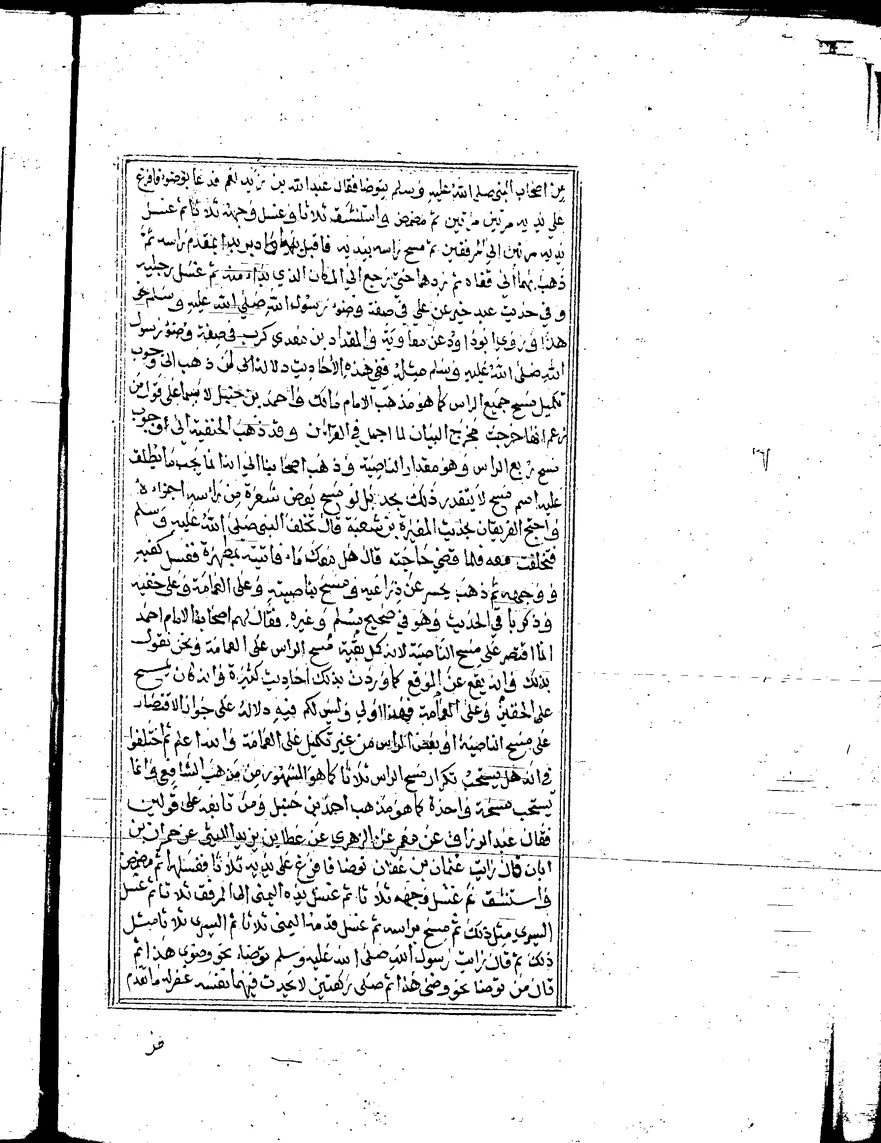 من اصحاب النبي صلى الله عليه وسلم يتوضا فقال عبد الله بن زيد نعم فدعا بوضوء فافرغ
على يديه مرتين مرتين ثم مضمض واستنشق ثلاثا وغسل وجهه ثلاثا ثم غسل
يديه مرتين الى المرفقين ثم مسح راسه بيديه فاقبل بهما وادبر بدا بمقدم راسه ثم
ذهب بهما الى قفاه ثم ردهما حتى رجع الى المكان الذي بدا منه ثم غسل رجليه
وفي حديث عبد خير عن علي في صفة وضوء رسول الله صلى الله عليه وسلم نحو
هذا وروى ابو داود عن معاوية والمقداد بن معدي كرب في صفة وضوء رسول
الله صلى الله عليه وسلم مثله ففي هذه الاحاديث دلالة لمن ذهب الى وجوب
تكميل مسح جميع الراس كما هو مذهب الامام مالك واحمد بن حنبل لا سيما على قول من
زعم انها خرجت مخرج البيان لما اجمل في القران وقد ذهب الحنفية الى وجوب
مسح ربع الراس وهو مقدار الناصية وذهب اصحابنا الى انما يجب ما يطلق
عليه اسم مسح لا يتقدر ذلك بحد بل لو مسح بعض شعرة من راسه اجزاه
واحتج الفريقان بحديث المغيرة بن شعبة قال تخلف النبي صلى الله عليه وسلم
فتخلفت معه فلما قضى حاجته قال هل معك ماء فاتيته بمطهرة فغسل كفيه
ووجهه ثم ذهب يحسر عن ذراعيه ومسح بناصيته وعلى العمامة وعلى خفيه
وذكر باقي الحديث وهو في صحيح مسلم وغيره فقال لهم اصحاب الامام احمد
انما اقتصر على مسح الناصية لانه كمل بقية مسح الراس على العمامة ونحن نقول
بذلك وانه يقع عن الموقع كما وردت بذلك احاديث كثيرة وانه كان يمسح
على الخفين وعلى العمامة فهذا اولى وليس لكم فيه دلالة على جواز الاقتصار
على مسح الناصية او بعض الراس من غير تكميل على العمامة والله اعلم ثم اختلفوا
في انه هل يستحب تكرار مسح الراس ثلاثا كما هو المشهور من مذهب الشافعي وانما
يستحب مسحة واحدة كما هو مذهب احمد بن حنبل ومن تابعه على قولين
فقال عبد الرزاق عن معمر عن الزهري عن عطا بن يزيد الليثي عن حمران بن
ابان قال رايت عثمان بن عفان توضا فافرغ على يديه ثلاثا فغسلهما ثم مضمض
واستنشق ثم غسل وجهه ثلاثا ثم غسل يده اليمنى الى المرفق ثلاثا ثم غسل
اليسرى مثل ذلك ثم مسح براسه ثم غسل قدمه اليمنى ثلاثا ثم اليسرى ثلاثا مثل
ذلك ثم قال رايت رسول الله صلى الله عليه وسلم توضا نحو وضوي هذا ثم
قال من توضا نحو وضوي هذا ثم صلى ركعتين لا يحدث فيهما نفسه غفر له ما تقدم